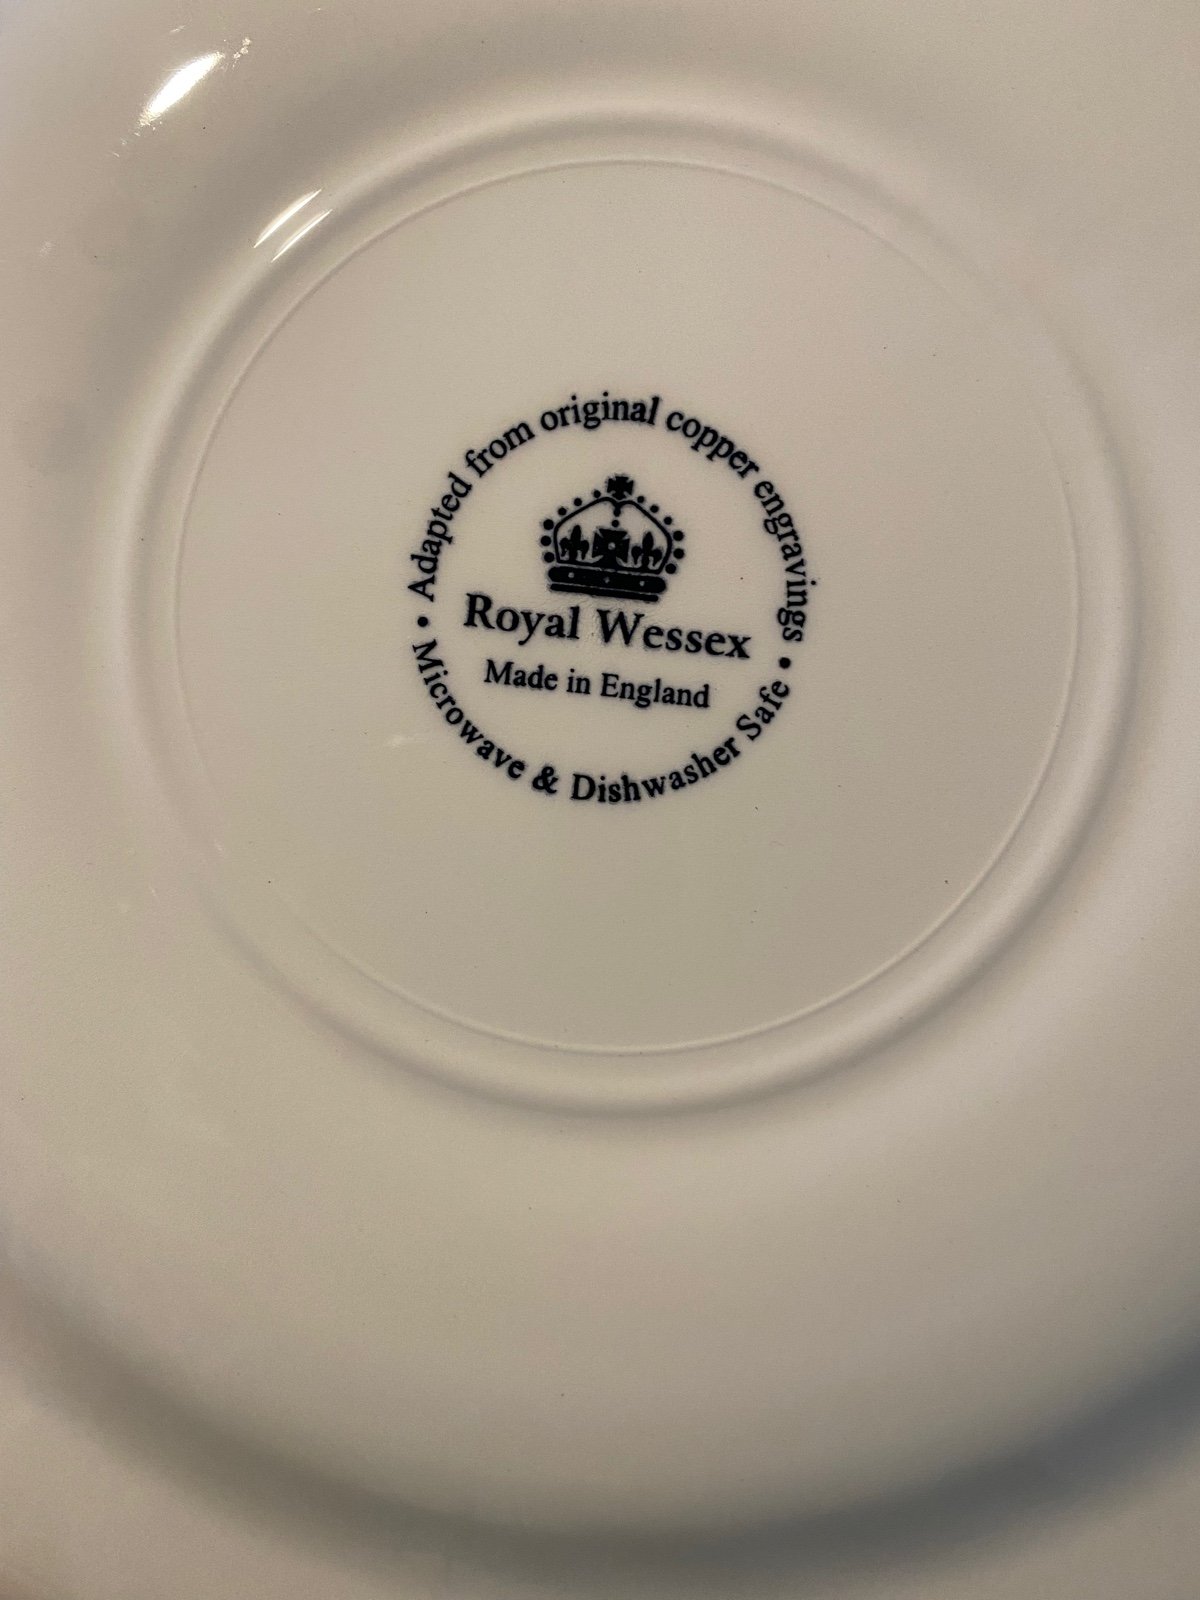 • Adapted from original copper engravings •
Royal Wessex
Made in England
Microwave & Dishwasher Safe